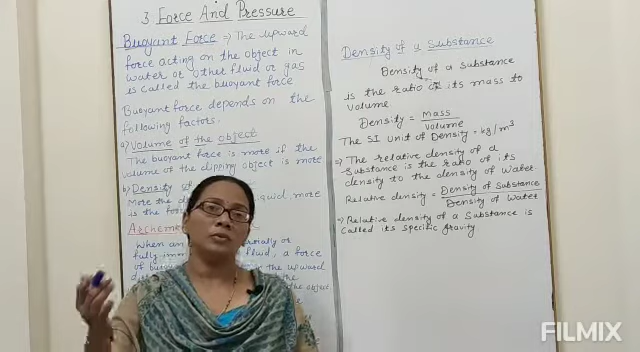 3. Force And Pressure
Buoyant Force ⇒ The upward
force acting on the object in
water or other fluid or gas
is called the buoyant force
Buoyant force depends on the
following factors.
a) Volume of the object
The buoyant force is more if the
volume of the dipping object is more
b) Density of
More the quid, more
is the
When an rtially or
fully fluid, a force
of the upward
the
the object
Density of a Substance
Density of a substance
is the ratio of its mass to
volume.
Density = mass
volume
The SI Unit of Density = kg/m³
⇒ The relative density of a
Substance is the ratio of its
density to the density of water.
Relative density = Density of Substance
Density of water
⇒ Relative density of a Substance is
called its specific gravity
FILMIX